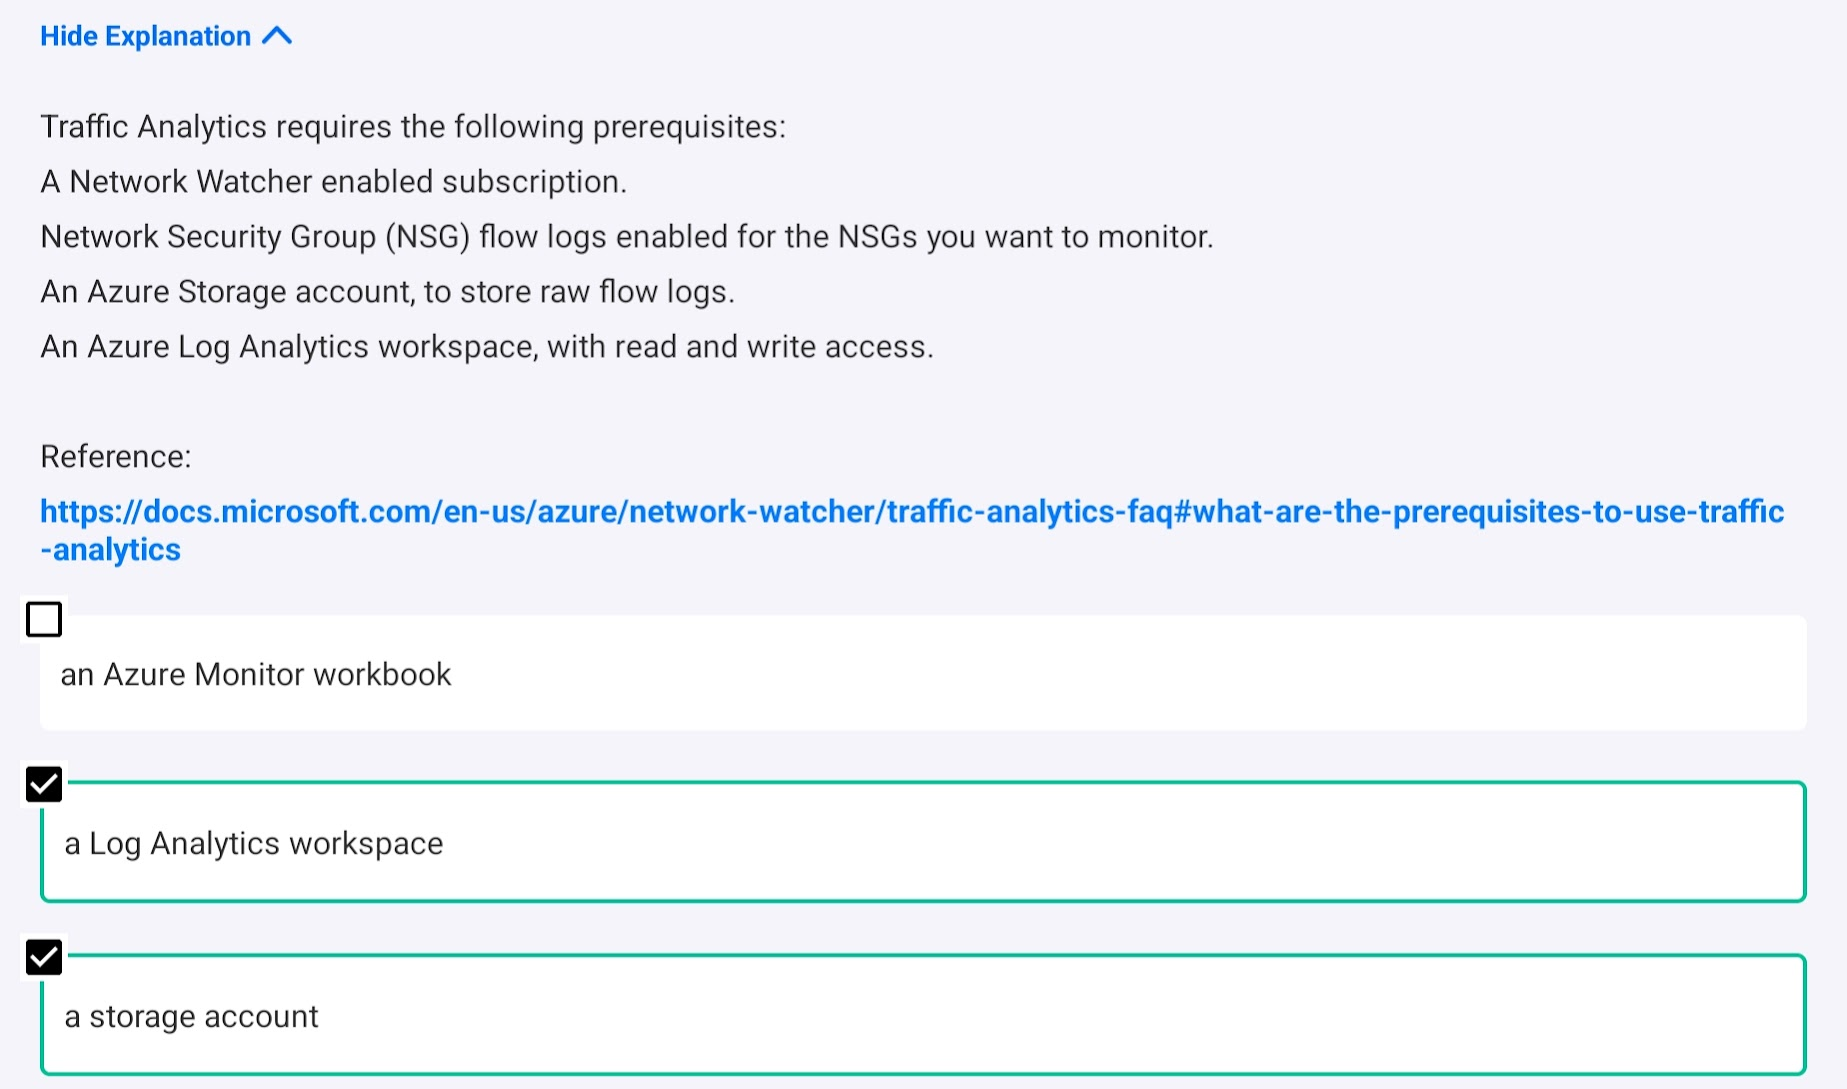 Hide Explanation
Traffic Analytics requires the following prerequisites:
A Network Watcher enabled subscription.
Network Security Group (NSG) flow logs enabled for the NSGs you want to monitor.
An Azure Storage account, to store raw flow logs.
An Azure Log Analytics workspace, with read and write access.
Reference:
https://docs.microsoft.com/en-us/azure/network-watcher/traffic-analytics-faq#what-are-the-prerequisites-to-use-traffic
-analytics
an Azure Monitor workbook
a Log Analytics workspace
a storage account